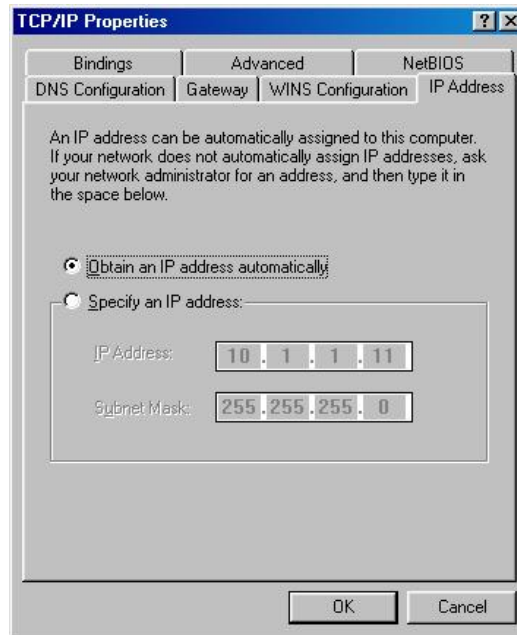 TCP/IP Properties
? ×
Bindings Advanced NetBIOS
DNS Configuration Gateway WINS Configuration IP Address
An IP address can be automatically assigned to this computer.
If your network does not automatically assign IP addresses, ask
your network administrator for an address, and then type it in
the space below.
Obtain an IP address automatically
Specify an IP address:
IP Address: 10 . 1 . 1 . 11
Subnet Mask: 255 . 255 . 255 . 0
OK Cancel